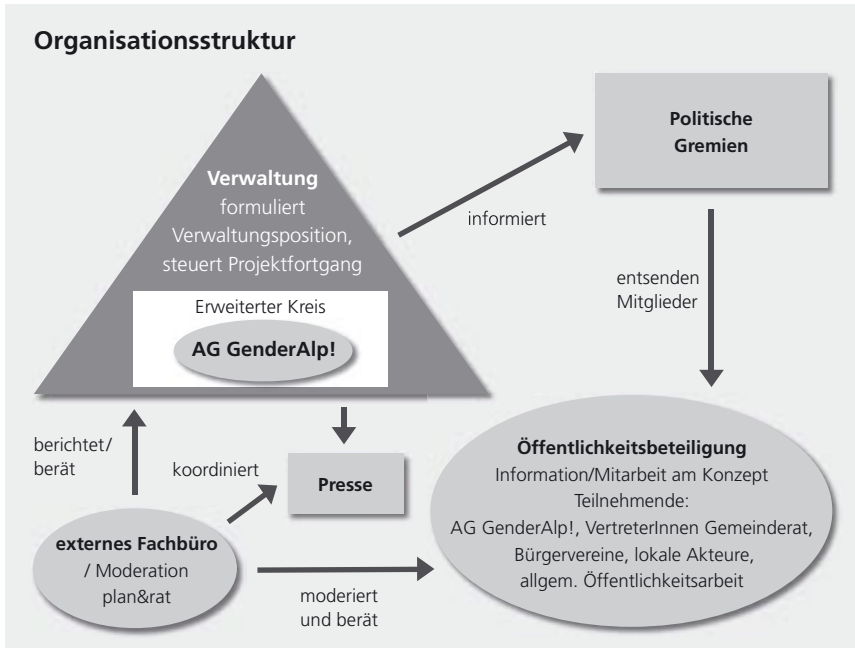 Organisationsstruktur
Verwaltung
formuliert
Verwaltungsposition,
steuert Projektfortgang
Erweiterter Kreis
AG GenderAlp!
informiert
Politische
Gremien
entsenden
Mitglieder
berichtet/
berät
koordiniert
Presse
externes Fachbüro
/ Moderation
plan&rat
moderiert
und berät
Öffentlichkeitsbeteiligung
Information/Mitarbeit am Konzept
Teilnehmende:
AG GenderAlp!, VertreterInnen Gemeinderat,
Bürgervereine, lokale Akteure,
allgem. Öffentlichkeitsarbeit